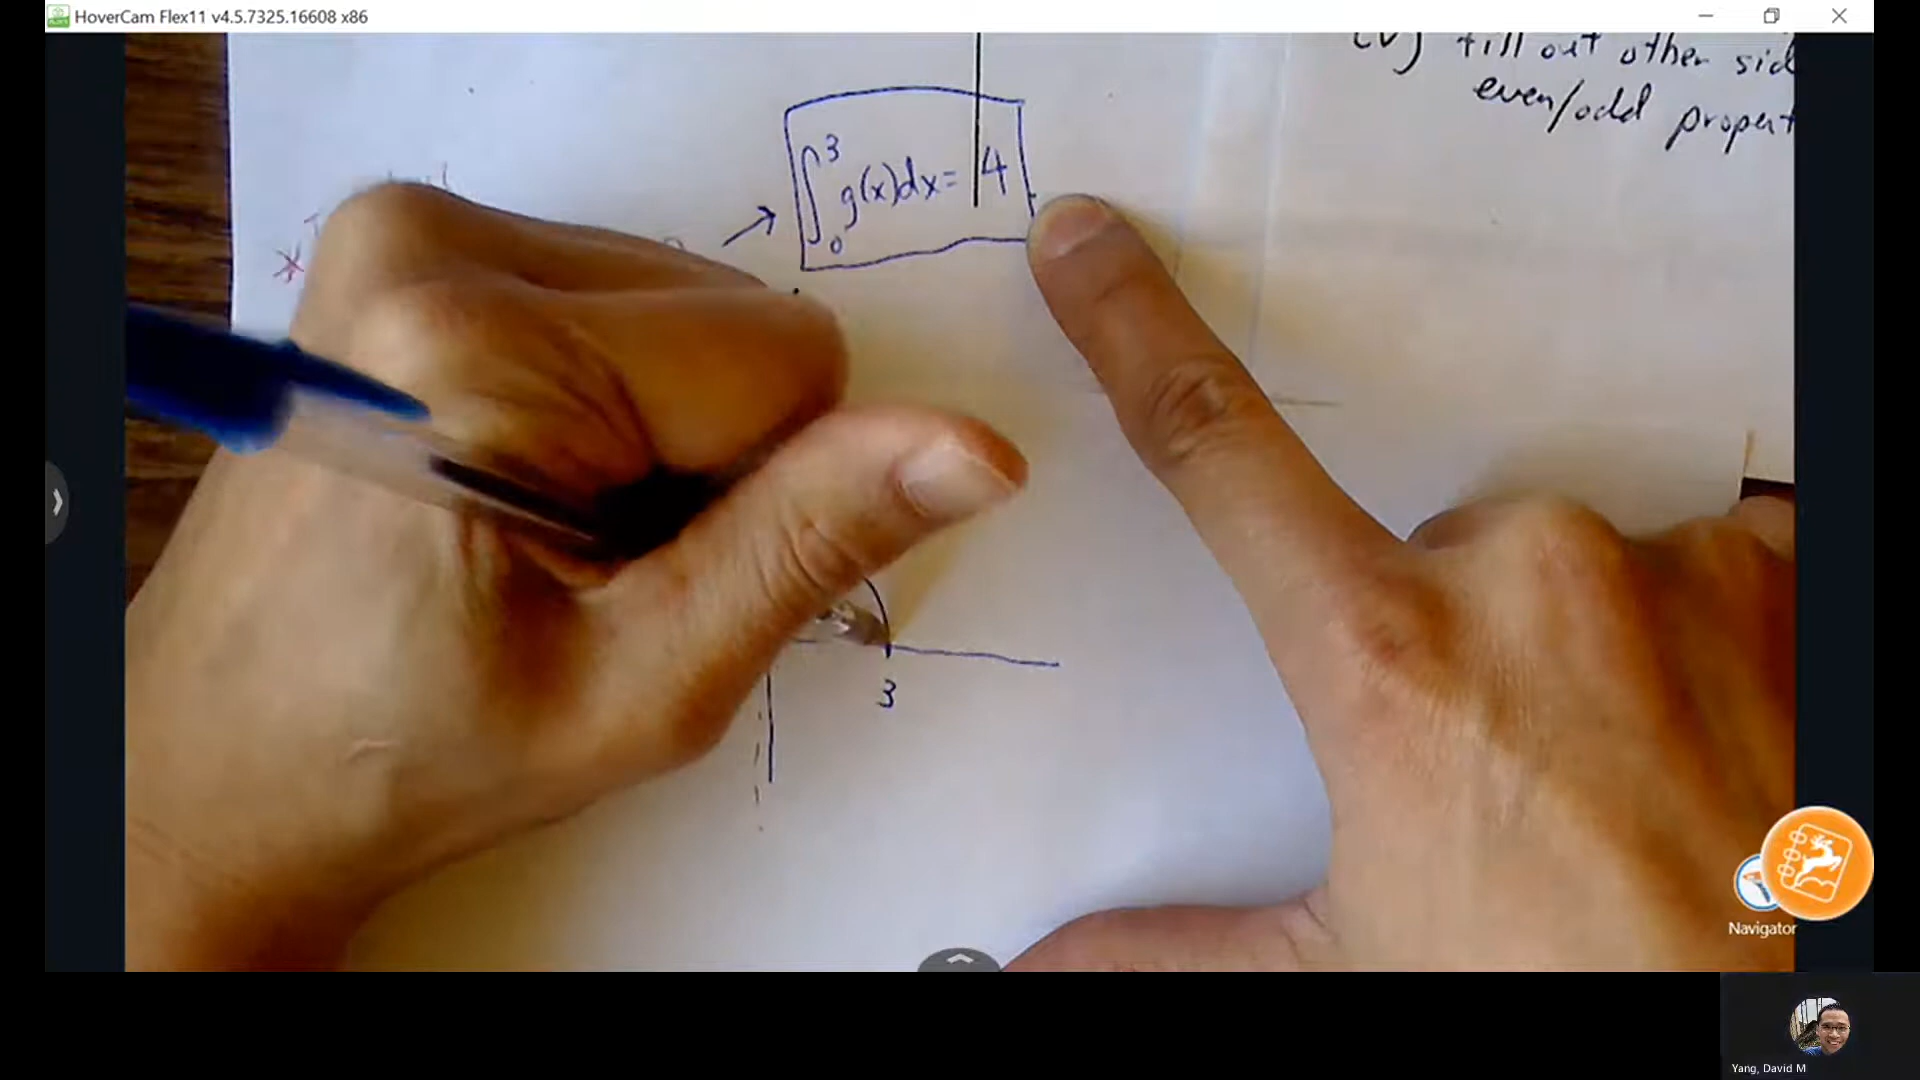 HoverCam Flex11 v4.5.7325.16608 x86
(v) fill out other sid
even/odd propert
∫₀³ g(x)dx = 4
3
Navigator
Yang, David M